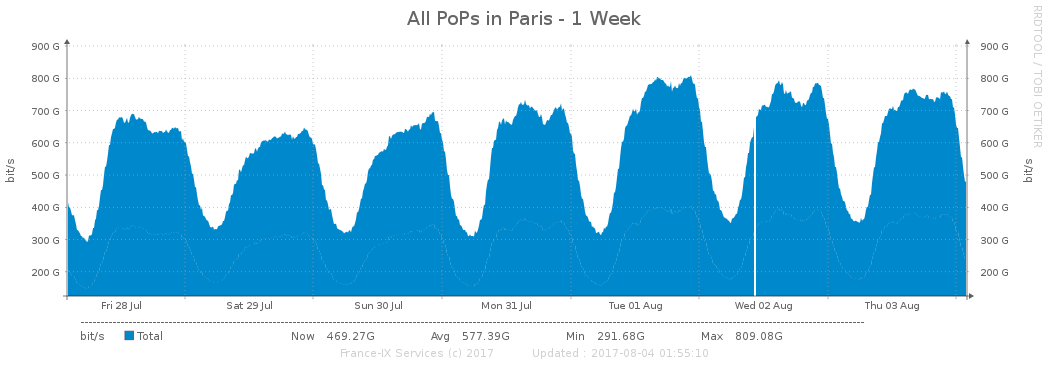 All PoPs in Paris - 1 Week
RRDTOOL / TOBI OETIKER
bit/s
900 G
800 G
700 G
600 G
500 G
400 G
300 G
200 G
900 G
800 G
700 G
600 G
500 G
400 G
300 G
200 G
bit/s
Fri 28 Jul Sat 29 Jul Sun 30 Jul Mon 31 Jul Tue 01 Aug Wed 02 Aug Thu 03 Aug
bit/s Total Now 469.27G Avg 577.39G Min 291.68G Max 809.08G
France-IX Services (c) 2017 Updated : 2017-08-04 01:55:10